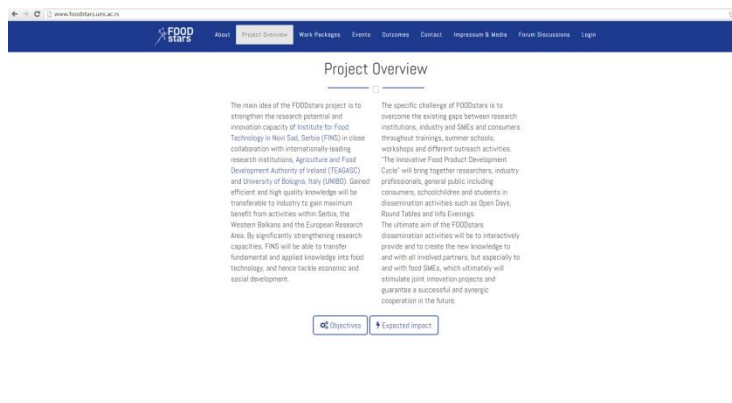 www.foodstars.uns.ac.rs
FOOD
stars
About Project Overview Work Packages Events Outcomes Contact Impressum & Media Forum Discussions Login
Project Overview
The main idea of the FOODstars project is to
strengthen the research potential and
innovation capacity of Institute for Food
Technology in Novi Sad, Serbia (FINS) in close
collaboration with internationally-leading
research institutions, Agriculture and Food
Development Authority of Ireland (TEAGASC)
and University of Bologna, Italy (UNIBO). Gained
efficient and high quality knowledge will be
transferable to industry to gain maximum
benefit from activities within Serbia, the
Western Balkans and the European Research
Area. By significantly strengthening research
capacities, FINS will be able to transfer
fundamental and applied knowledge into food
technology, and hence tackle economic and
social development.
The specific challenge of FOODstars is to
overcome the existing gaps between research
institutions, industry and SMEs and consumers
throughout trainings, summer schools,
workshops and different outreach activities.
"The Innovative Food Product Development
Cycle" will bring together researchers, industry
professionals, general public including
consumers, schoolchildren and students in
dissemination activities such as Open Days,
Round Tables and Info Evenings.
The ultimate aim of the FOODstars
dissemination activities will be to interactively
provide and to create the new knowledge to
and with all involved partners, but especially to
and with food SMEs, which ultimately will
stimulate joint innovation projects and
guarantee a successful and synergic
cooperation in the future.
Objectives Expected Impact